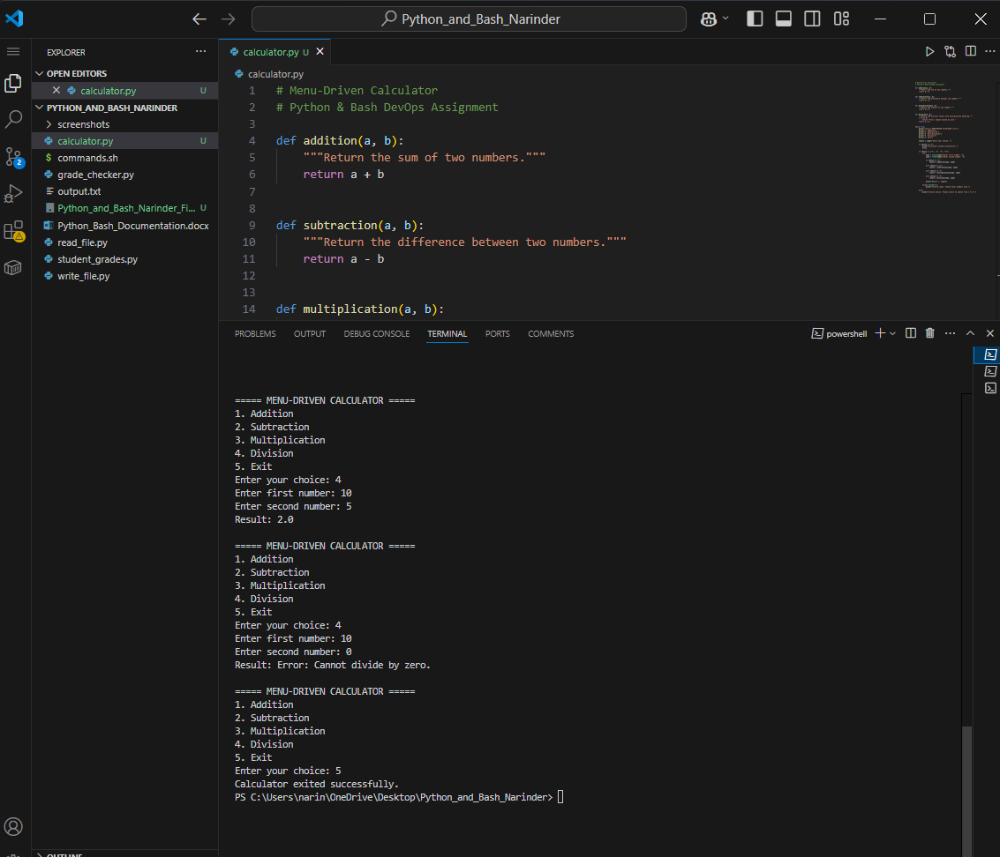 Python_and_Bash_Narinder
EXPLORER
OPEN EDITORS
calculator.py U
PYTHON_AND_BASH_NARINDER
screenshots
calculator.py U
$ commands.sh
grade_checker.py
output.txt
Python_and_Bash_Narinder_Fi... U
Python_Bash_Documentation.docx
read_file.py
student_grades.py
write_file.py
2
calculator.py U
calculator.py
1 # Menu-Driven Calculator
2 # Python & Bash DevOps Assignment
3
4 def addition(a, b):
5 """Return the sum of two numbers."""
6 return a + b
7
8
9 def subtraction(a, b):
10 """Return the difference between two numbers."""
11 return a - b
12
13
14 def multiplication(a, b):
PROBLEMS OUTPUT DEBUG CONSOLE TERMINAL PORTS COMMENTS powershell
===== MENU-DRIVEN CALCULATOR =====
1. Addition
2. Subtraction
3. Multiplication
4. Division
5. Exit
Enter your choice: 4
Enter first number: 10
Enter second number: 5
Result: 2.0
===== MENU-DRIVEN CALCULATOR =====
1. Addition
2. Subtraction
3. Multiplication
4. Division
5. Exit
Enter your choice: 4
Enter first number: 10
Enter second number: 0
Result: Error: Cannot divide by zero.
===== MENU-DRIVEN CALCULATOR =====
1. Addition
2. Subtraction
3. Multiplication
4. Division
5. Exit
Enter your choice: 5
Calculator exited successfully.
PS C:\Users\narin\OneDrive\Desktop\Python_and_Bash_Narinder>
OUTLINE